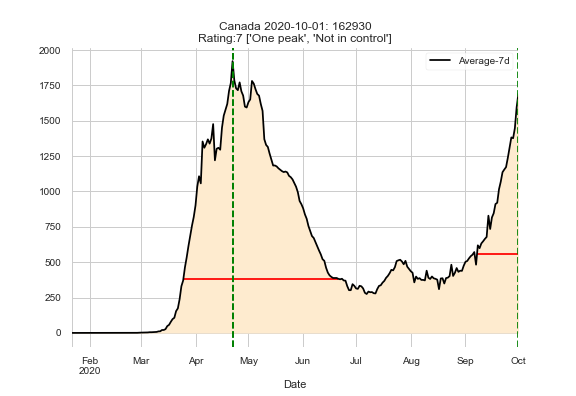 Canada 2020-10-01: 162930
Rating:7 ['One peak', 'Not in control']
2000
1750
1500
1250
1000
750
500
250
0
Average-7d
Feb
2020
Mar
Apr
May
Jun
Jul
Aug
Sep
Oct
Date